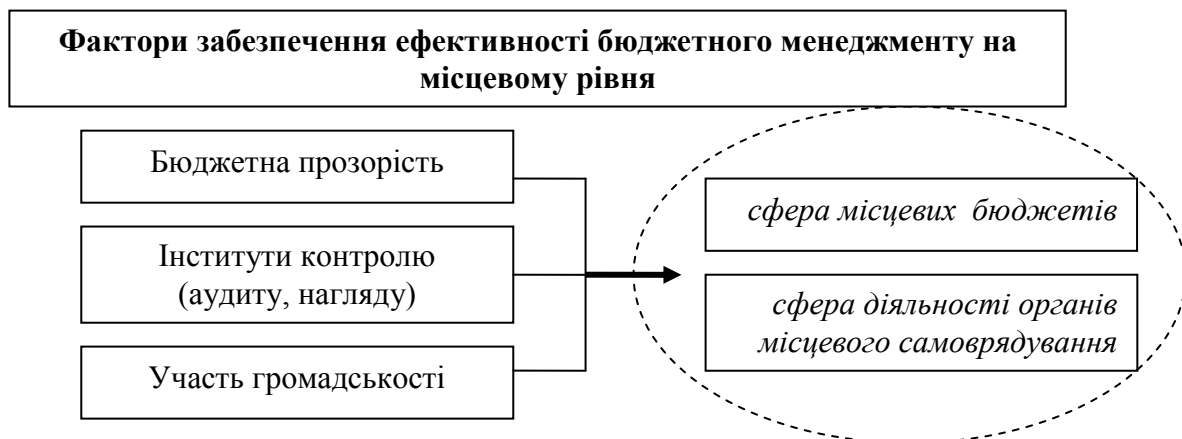 Фактори забезпечення ефективності бюджетного менеджменту на
місцевому рівня
Бюджетна прозорість
Інститути контролю
(аудиту, нагляду)
Участь громадськості
сфера місцевих бюджетів
сфера діяльності органів
місцевого самоврядування